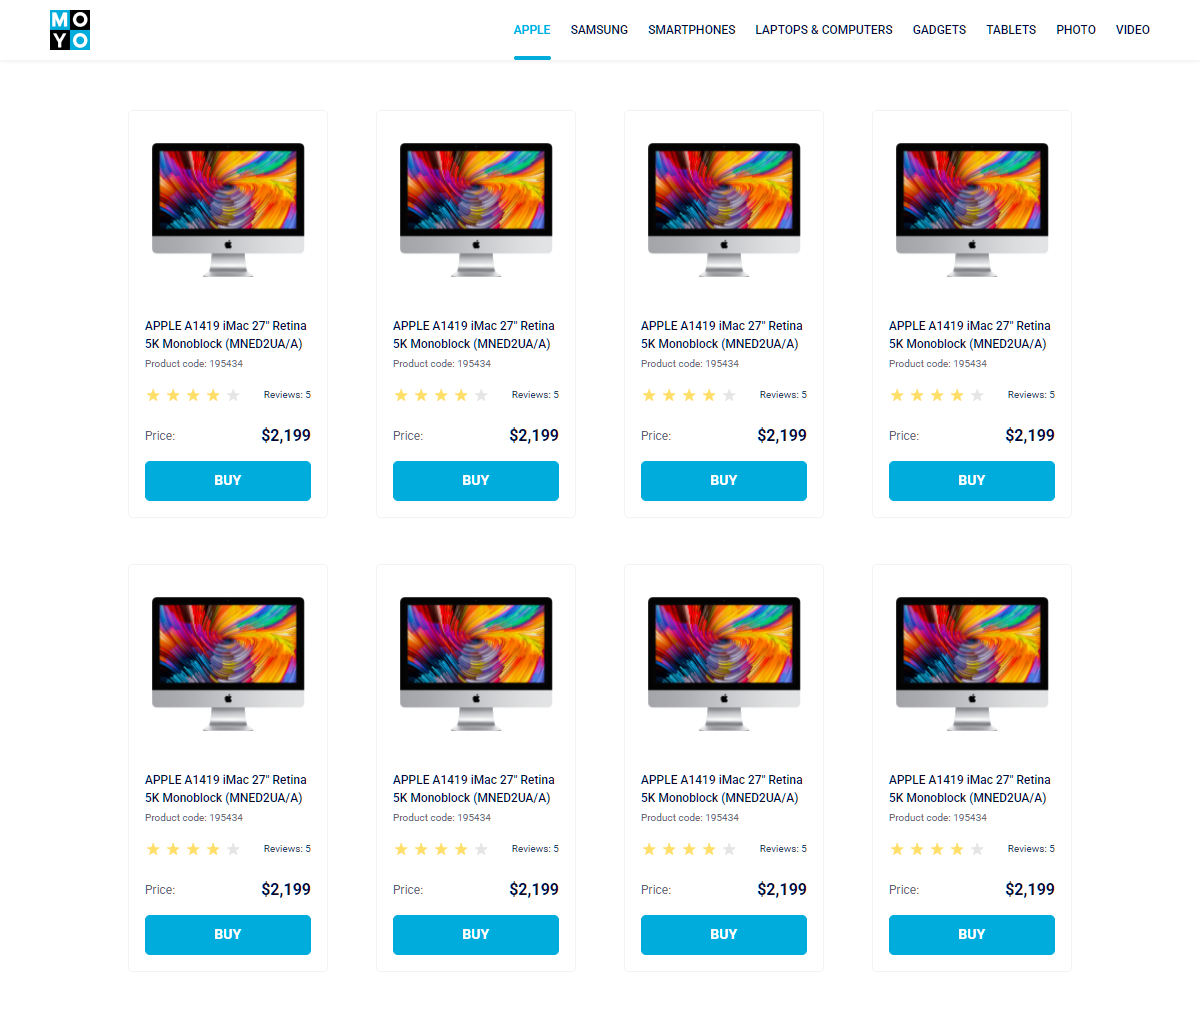 MO
YO
APPLE SAMSUNG SMARTPHONES LAPTOPS & COMPUTERS GADGETS TABLETS PHOTO VIDEO
APPLE A1419 iMac 27" Retina
5K Monoblock (MNED2UA/A)
Product code: 195434
Reviews: 5
Price: $2,199
BUY
APPLE A1419 iMac 27" Retina
5K Monoblock (MNED2UA/A)
Product code: 195434
Reviews: 5
Price: $2,199
BUY
APPLE A1419 iMac 27" Retina
5K Monoblock (MNED2UA/A)
Product code: 195434
Reviews: 5
Price: $2,199
BUY
APPLE A1419 iMac 27" Retina
5K Monoblock (MNED2UA/A)
Product code: 195434
Reviews: 5
Price: $2,199
BUY
APPLE A1419 iMac 27" Retina
5K Monoblock (MNED2UA/A)
Product code: 195434
Reviews: 5
Price: $2,199
BUY
APPLE A1419 iMac 27" Retina
5K Monoblock (MNED2UA/A)
Product code: 195434
Reviews: 5
Price: $2,199
BUY
APPLE A1419 iMac 27" Retina
5K Monoblock (MNED2UA/A)
Product code: 195434
Reviews: 5
Price: $2,199
BUY
APPLE A1419 iMac 27" Retina
5K Monoblock (MNED2UA/A)
Product code: 195434
Reviews: 5
Price: $2,199
BUY